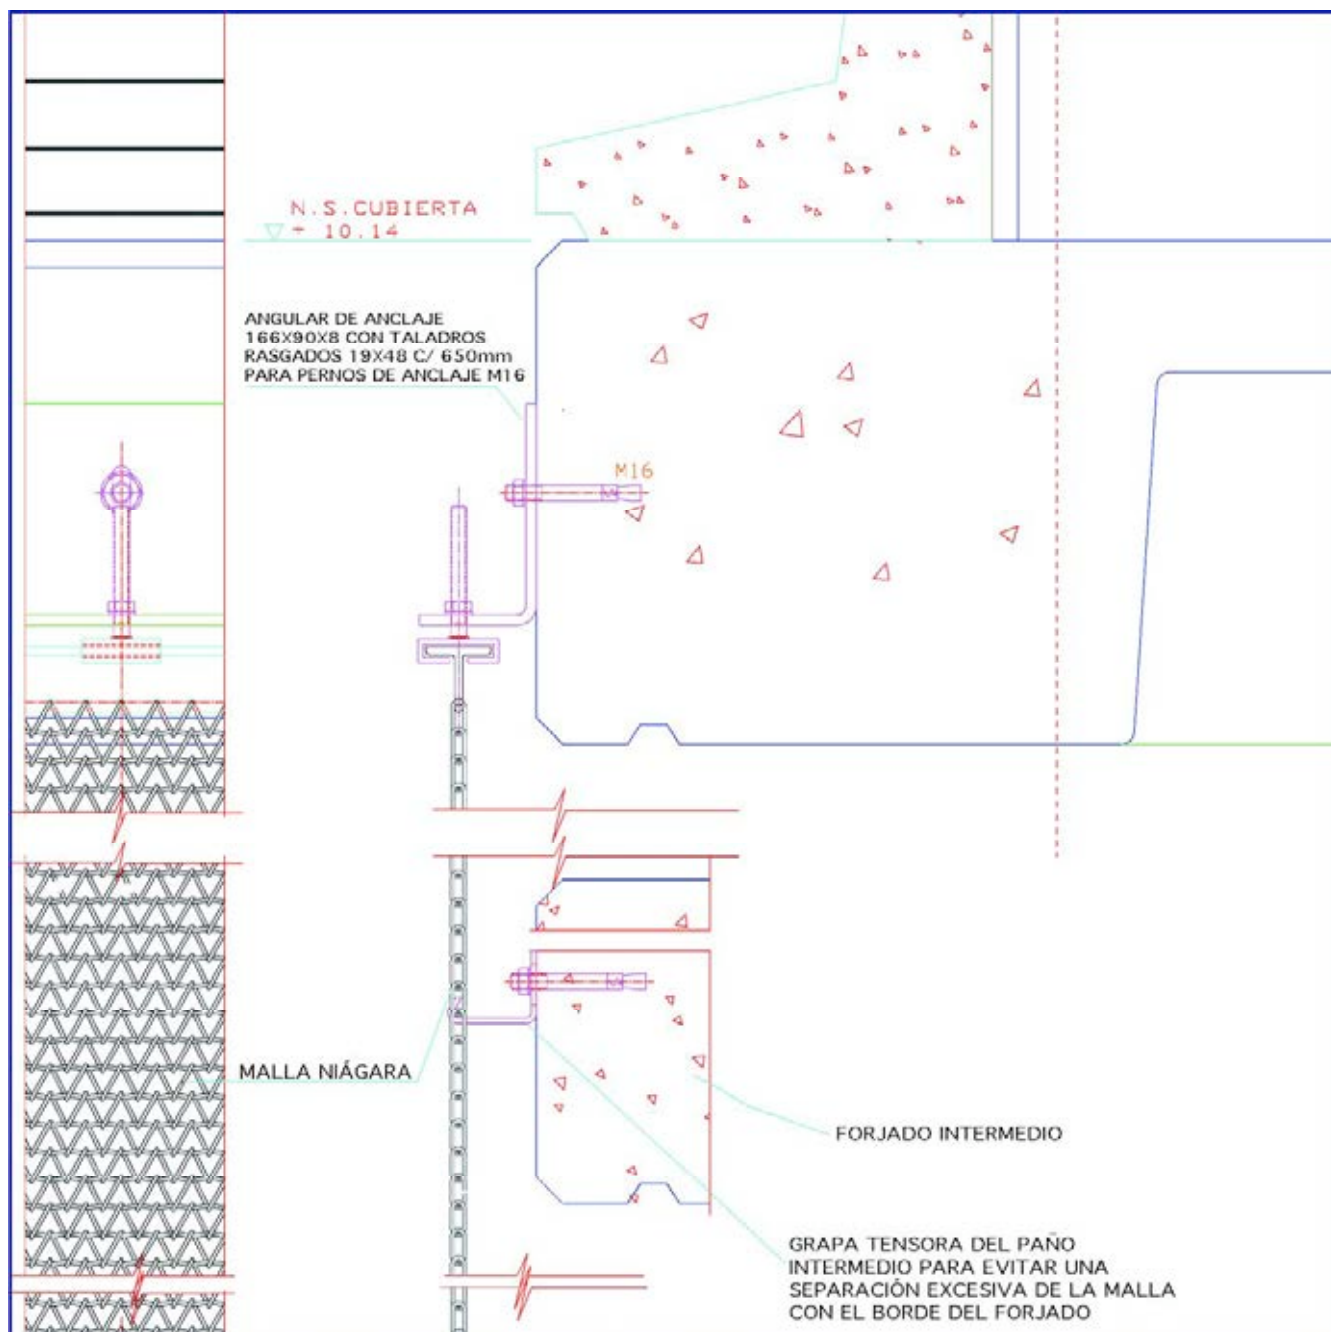 N.S.CUBIERTA
+ 10.14
ANGULAR DE ANCLAJE
166X90X8 CON TALADROS
RASGADOS 19X48 C/ 650mm
PARA PERNOS DE ANCLAJE M16
M16
MALLA NIÁGARA
FORJADO INTERMEDIO
GRAPA TENSORA DEL PAÑO
INTERMEDIO PARA EVITAR UNA
SEPARACIÓN EXCESIVA DE LA MALLA
CON EL BORDE DEL FORJADO